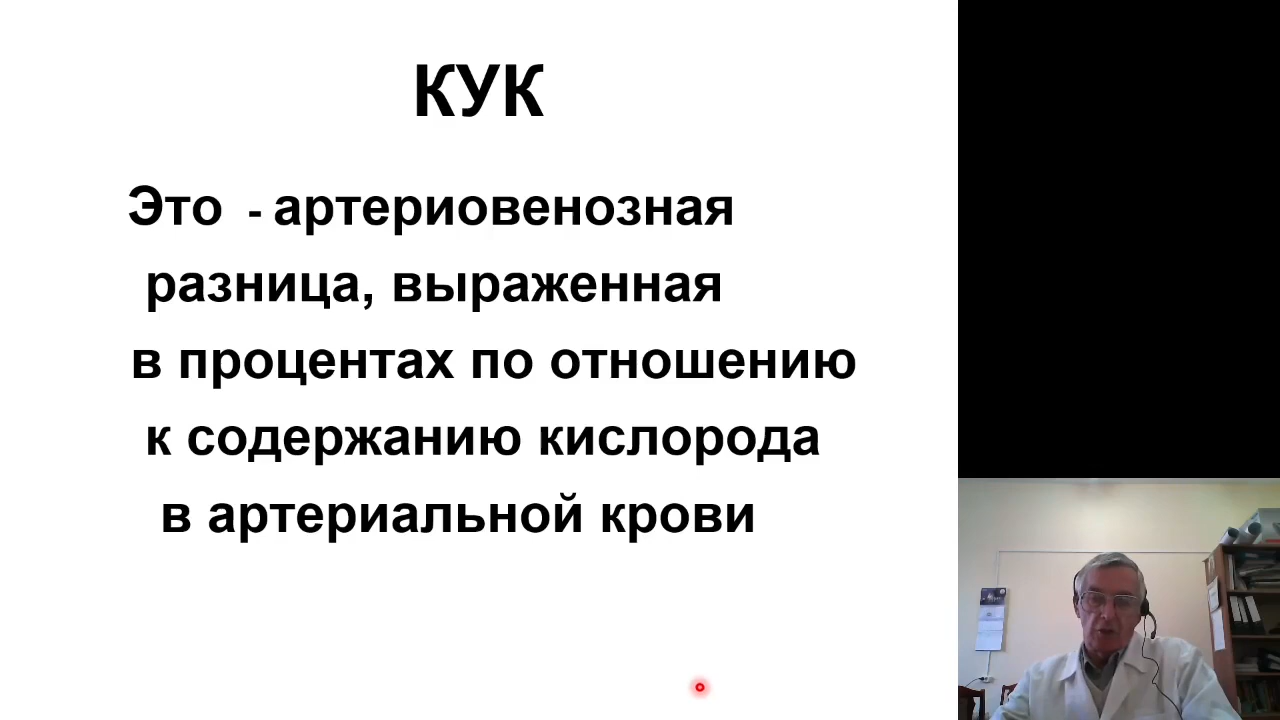 КУК
Это - артериовенозная
разница, выраженная
в процентах по отношению
к содержанию кислорода
в артериальной крови